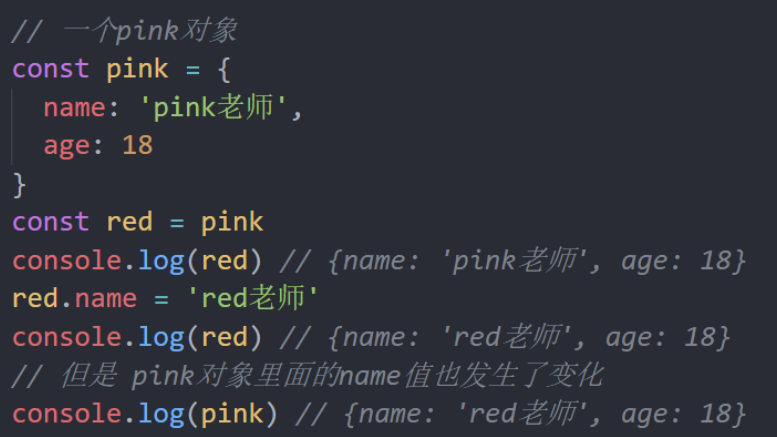 // 一个pink对象
const pink = {
  name: 'pink老师',
  age: 18
}
const red = pink
console.log(red) // {name: 'pink老师', age: 18}
red.name = 'red老师'
console.log(red) // {name: 'red老师', age: 18}
// 但是 pink对象里面的name值也发生了变化
console.log(pink) // {name: 'red老师', age: 18}